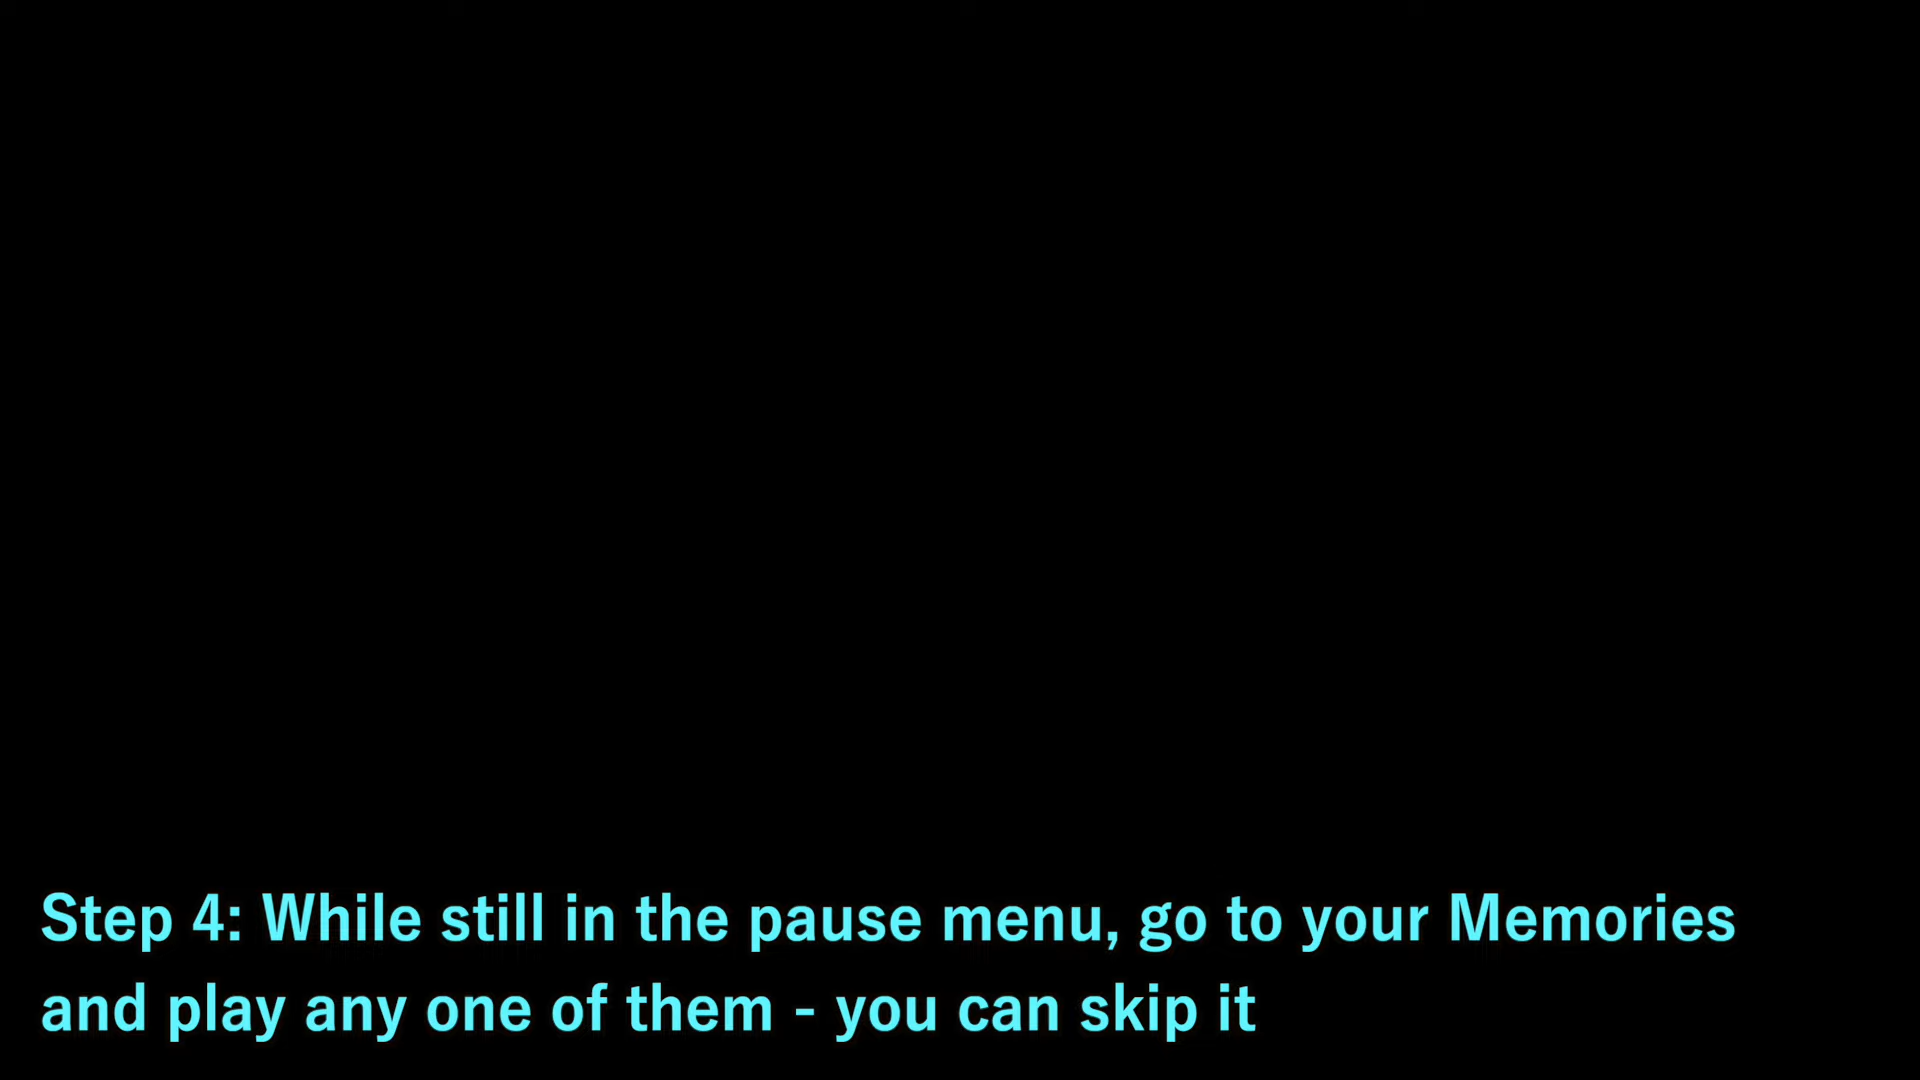 Step 4: While still in the pause menu, go to your Memories
and play any one of them - you can skip it